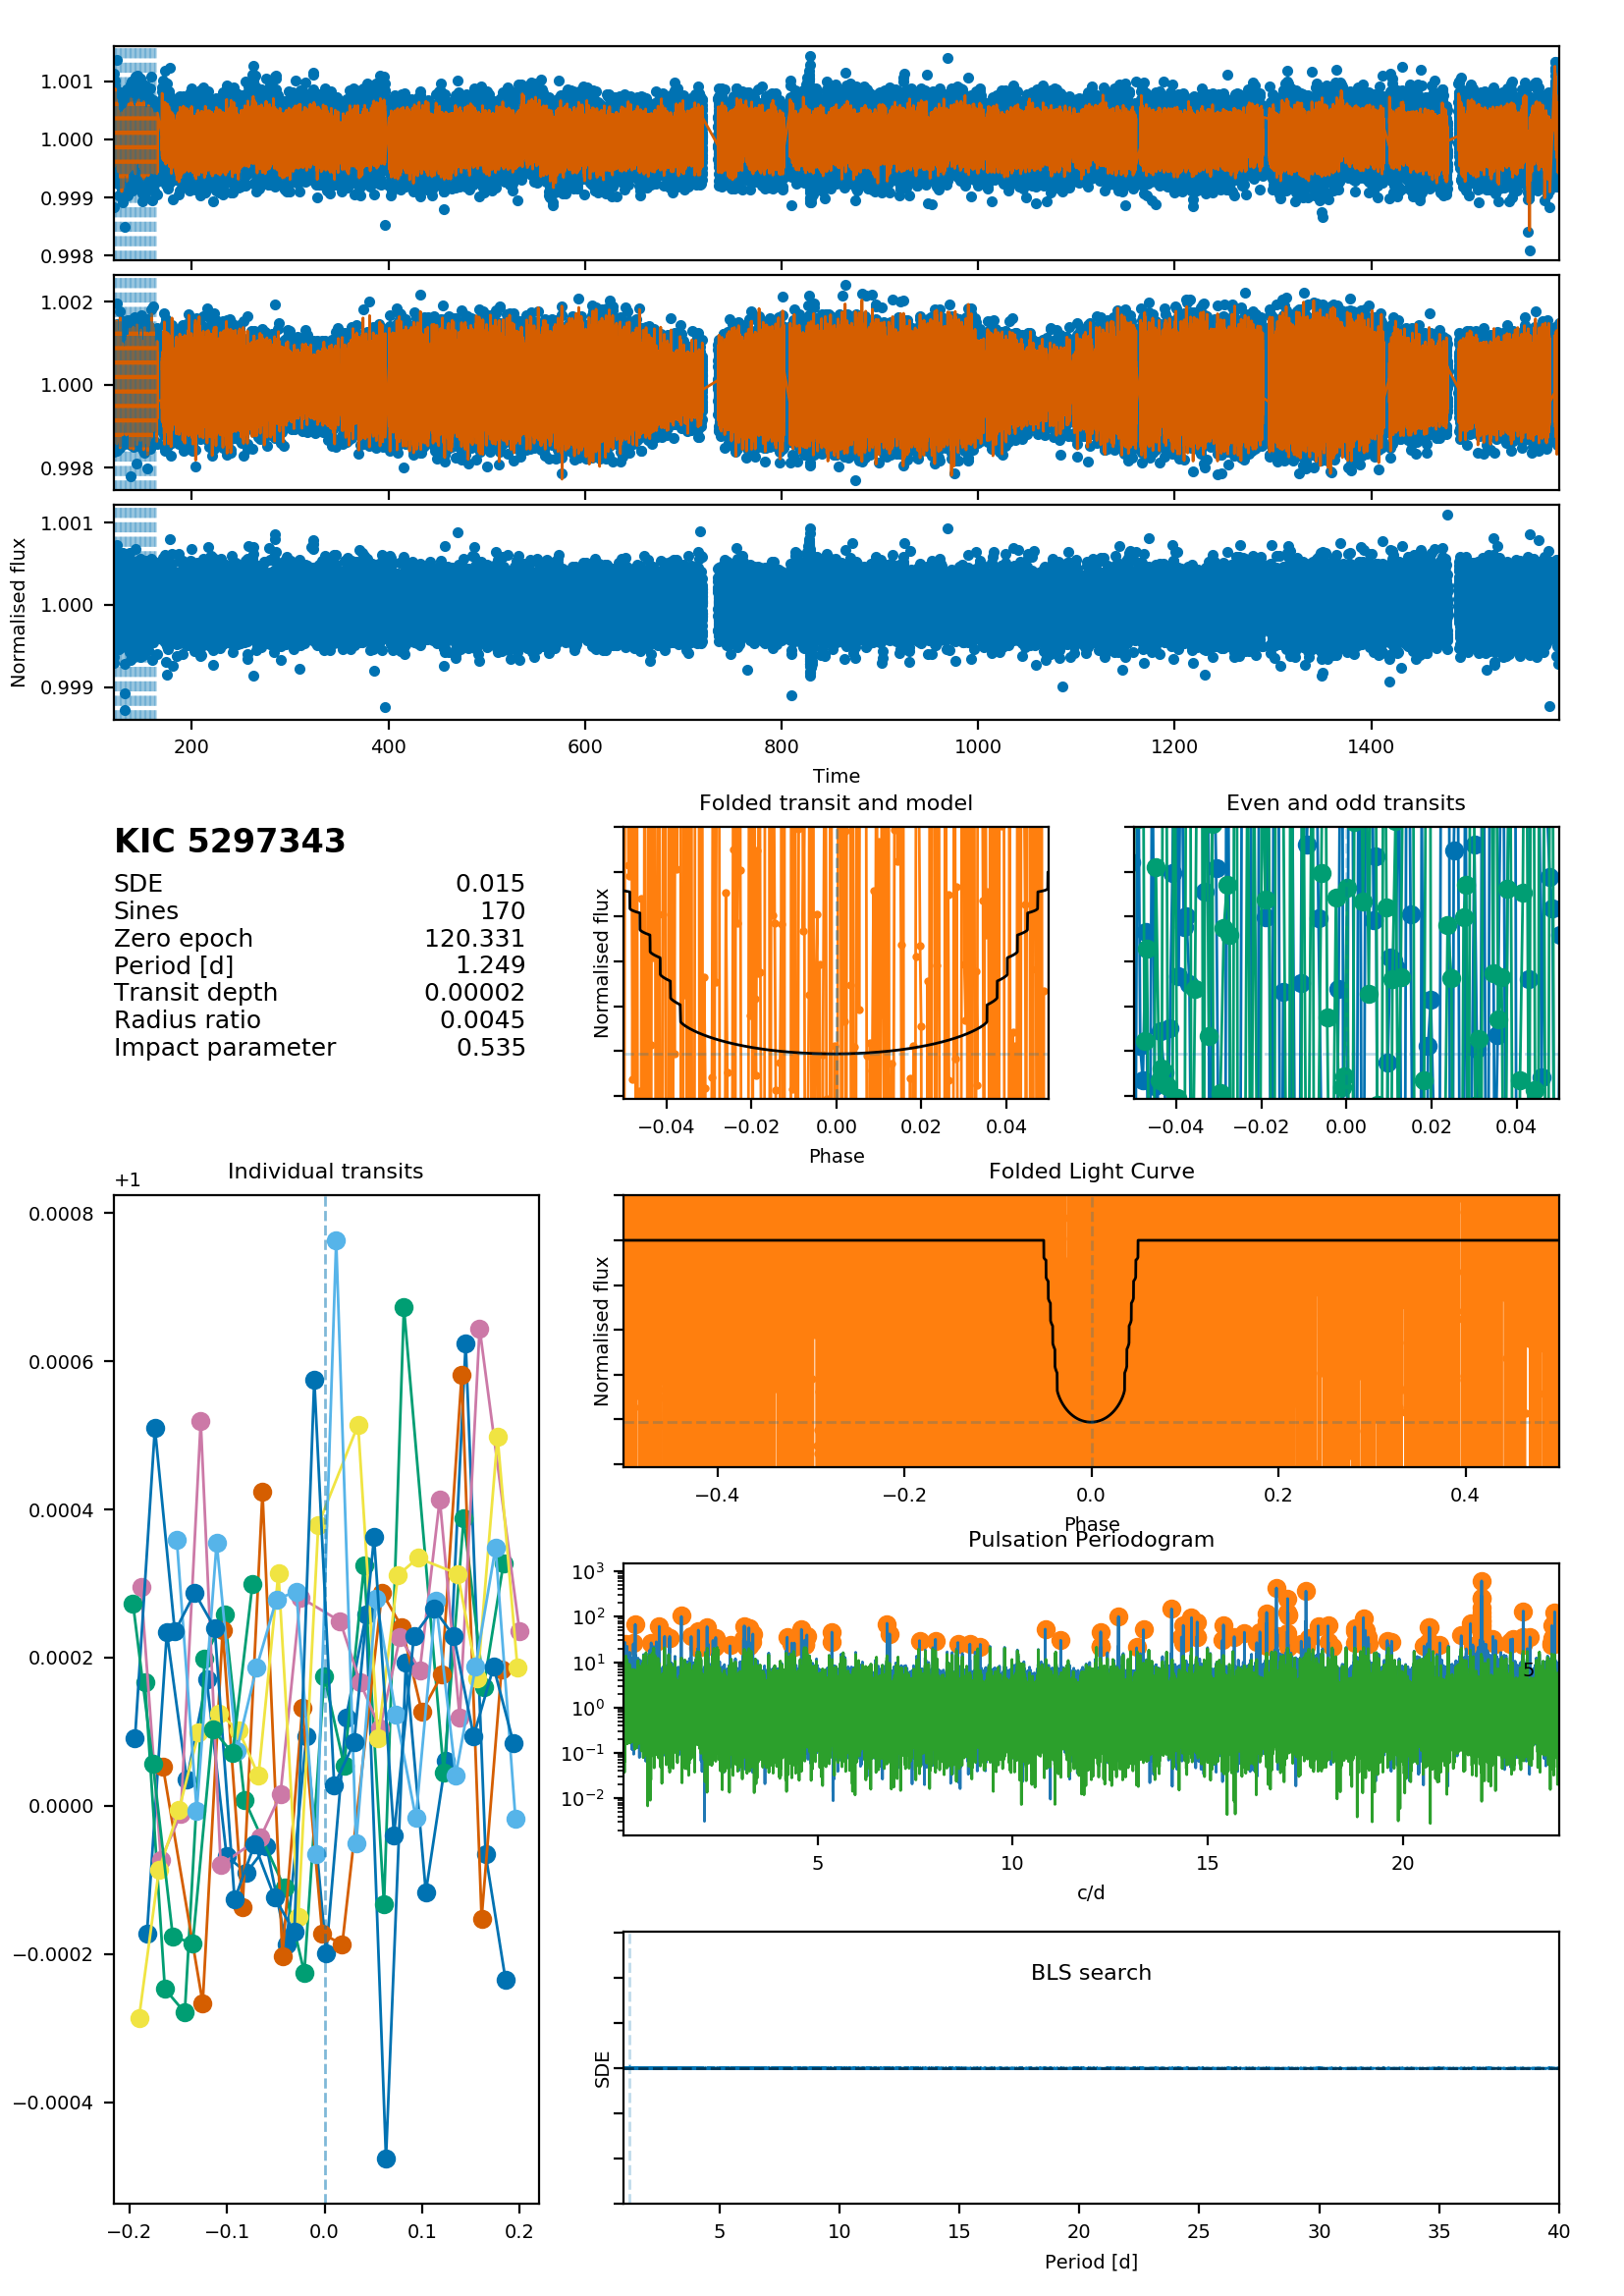 1.001
1.000
0.999
0.998
1.002
1.000
0.998
1.001
1.000
0.999
Normalised flux
200 400 600 800 1000 1200 1400
Time
KIC 5297343
SDE 0.015
Sines 170
Zero epoch 120.331
Period [d] 1.249
Transit depth 0.00002
Radius ratio 0.0045
Impact parameter 0.535
Folded transit and model
Normalised flux
−0.04 −0.02 0.00 0.02 0.04
Phase
Even and odd transits
−0.04 −0.02 0.00 0.02 0.04
Individual transits
+1
0.0008
0.0006
0.0004
0.0002
0.0000
−0.0002
−0.0004
−0.2 −0.1 0.0 0.1 0.2
Folded Light Curve
Normalised flux
−0.4 −0.2 0.0 0.2 0.4
Phase
Pulsation Periodogram
10³
10²
10¹
10⁰
10⁻¹
10⁻²
5
5 10 15 20
c/d
BLS search
SDE
5 10 15 20 25 30 35 40
Period [d]